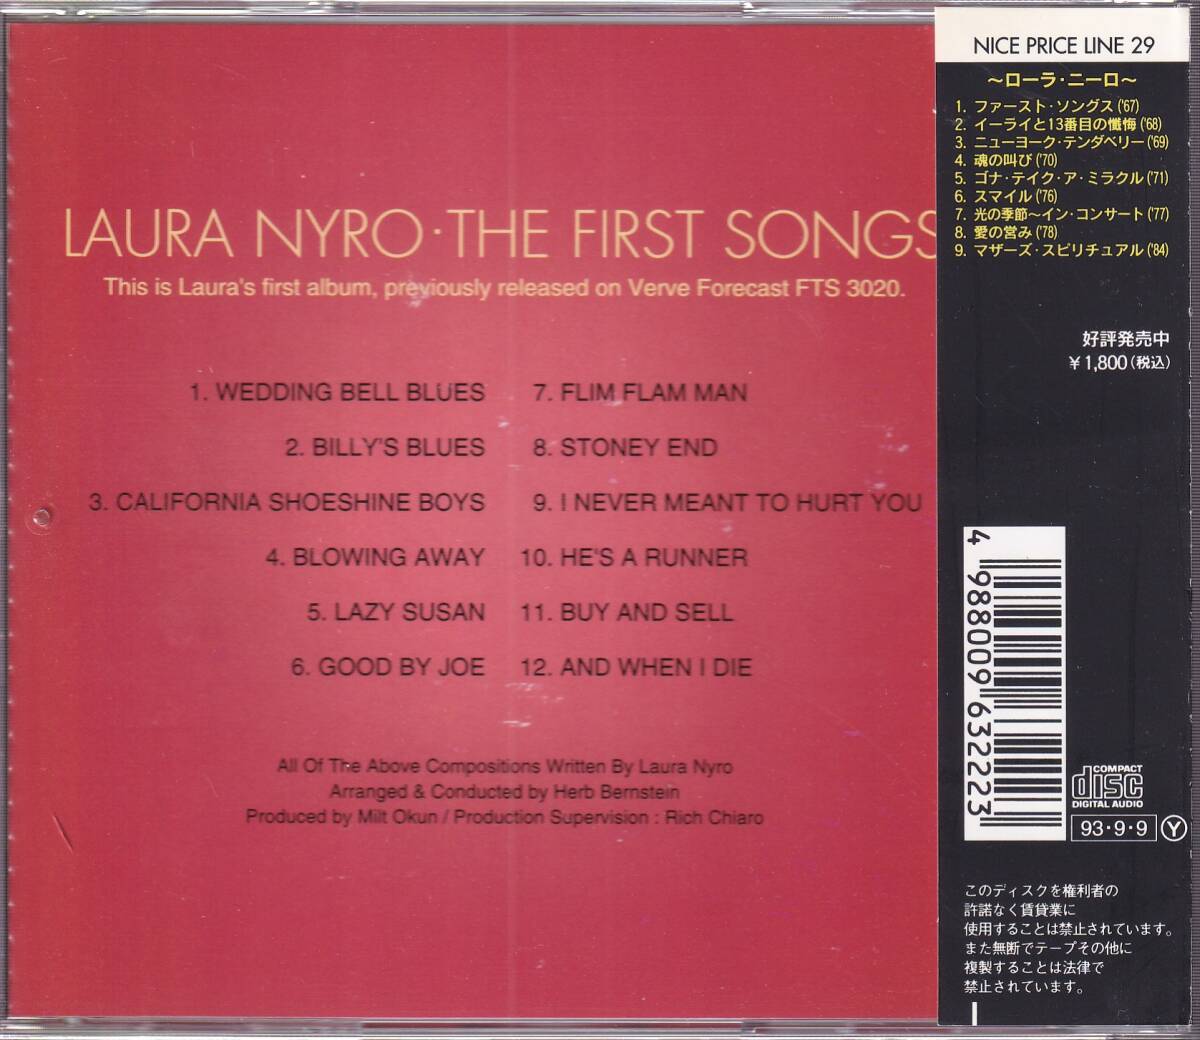 LAURA NYRO·THE FIRST SONGS
This is Laura's first album, previously released on Verve Forecast FTS 3020.
1. WEDDING BELL BLUES
2. BILLY'S BLUES
3. CALIFORNIA SHOESHINE BOYS
4. BLOWING AWAY
5. LAZY SUSAN
6. GOOD BY JOE
7. FLIM FLAM MAN
8. STONEY END
9. I NEVER MEANT TO HURT YOU
10. HE'S A RUNNER
11. BUY AND SELL
12. AND WHEN I DIE
All Of The Above Compositions Written By Laura Nyro
Arranged & Conducted by Herb Bernstein
Produced by Milt Okun / Production Supervision : Rich Chiaro
NICE PRICE LINE 29
〜ローラ・ニーロ〜
1. ファースト・ソングス('67)
2. イーライと13番目の懺悔('68)
3. ニューヨーク・テンダベリー('69)
4. 魂の叫び('70)
5. ゴナ・テイク・ア・ミラクル('71)
6. スマイル('76)
7. 光の季節〜イン・コンサート('77)
8. 愛の営み('78)
9. マザーズ・スピリチュアル('84)
好評発売中
¥1,800(税込)
4 988009 632223
COMPACT
disc
DIGITAL AUDIO
93・9・9 Y
このディスクを権利者の
許諾なく賃貸業に
使用することは禁止されています。
また無断でテープその他に
複製することは法律で
禁止されています。